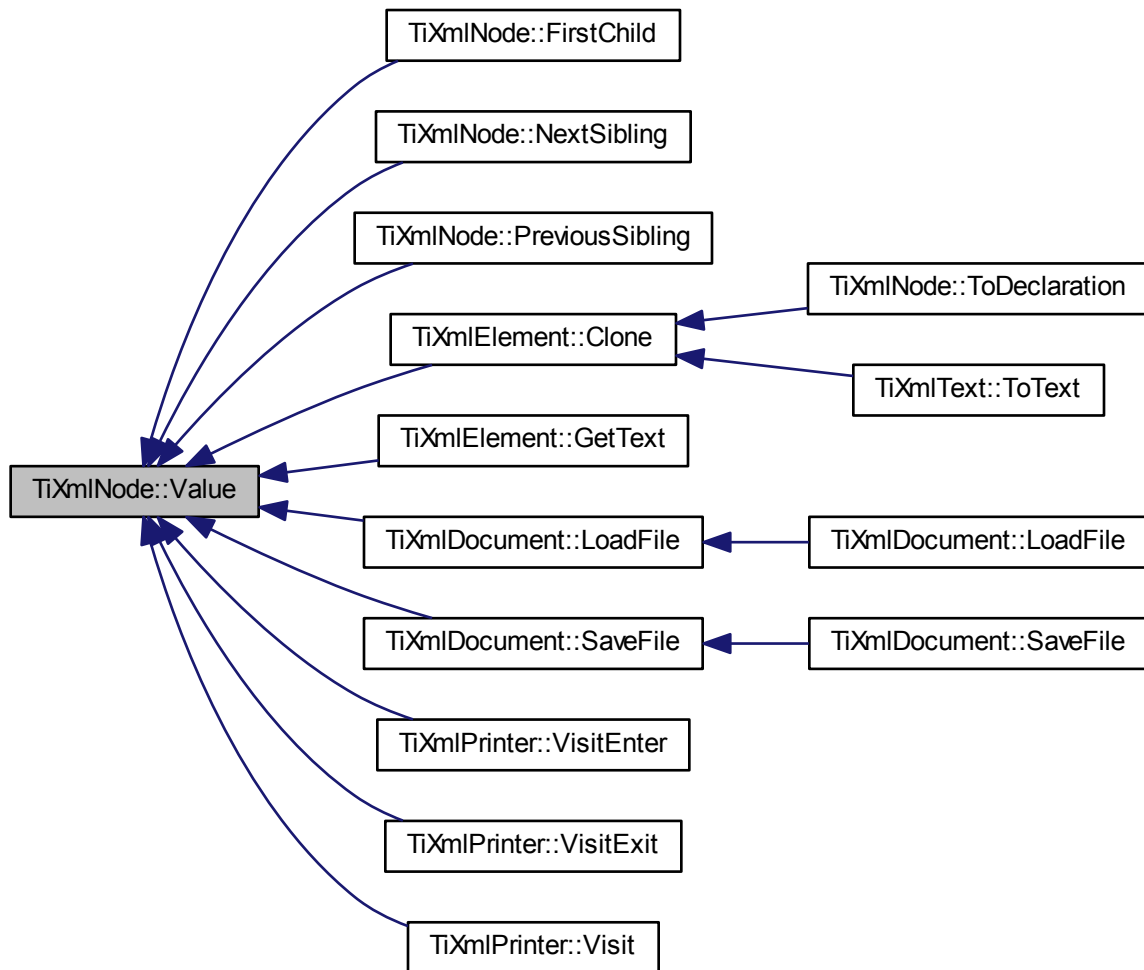 TiXmlNode::FirstChild
TiXmlNode::NextSibling
TiXmlNode::PreviousSibling
TiXmlNode::ToDeclaration
TiXmlElement::Clone
TiXmlText::ToText
TiXmlElement::GetText
TiXmlNode::Value
TiXmlDocument::LoadFile
TiXmlDocument::LoadFile
TiXmlDocument::SaveFile
TiXmlDocument::SaveFile
TiXmlPrinter::VisitEnter
TiXmlPrinter::VisitExit
TiXmlPrinter::Visit